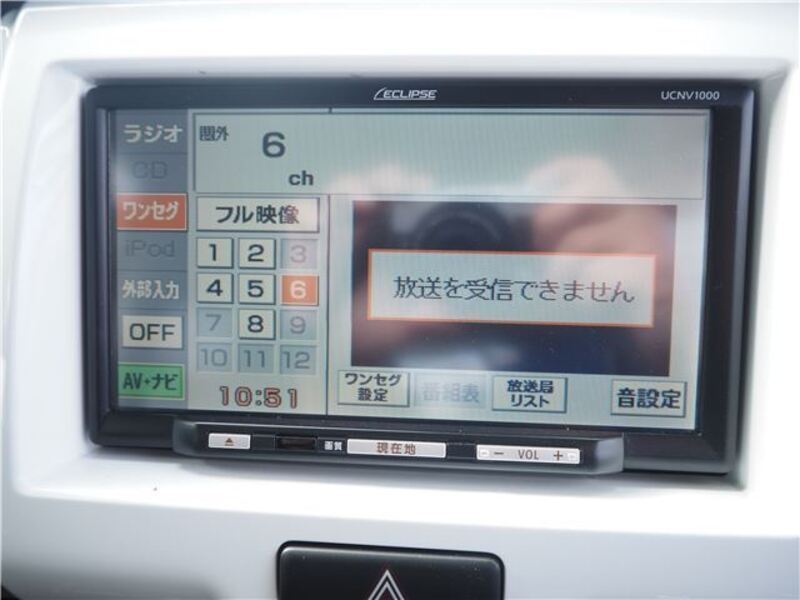 ECLIPSE
UCNV1000
ラジオ
圏外
6
ch
CD
ワンセグ
フル映像
iPod
1 2 3
外部入力
4 5 6
放送を受信できません
OFF
7 8 9
10 11 12
AV・ナビ
10:51
ワンセグ
設定
番組表
放送局
リスト
音設定
画質
現在地
− VOL +